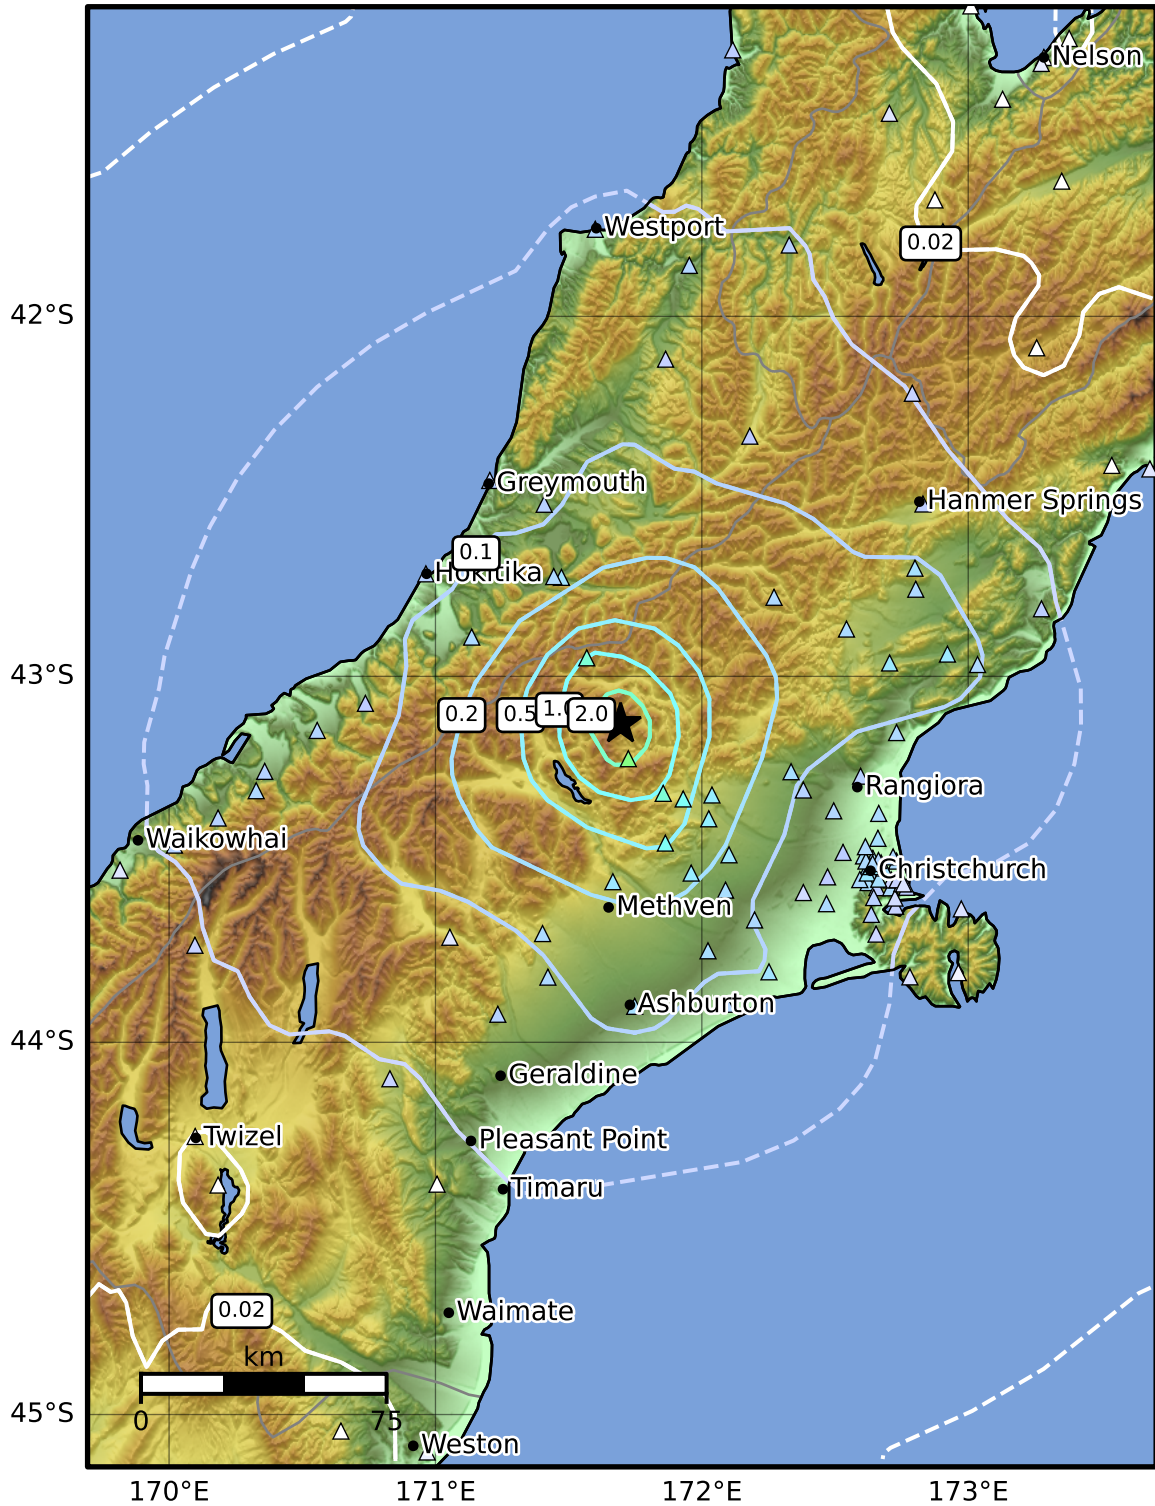 Nelson
Westport
0.02
42°S
Greymouth
Hanmer Springs
0.1
Hokitika
43°S
0.2
0.5
1.0
2.0
Rangiora
Waikowhai
Christchurch
Methven
Ashburton
44°S
Geraldine
Twizel
Pleasant Point
Timaru
0.02
Waimate
km
0
75
45°S
Weston
170°E
171°E
172°E
173°E